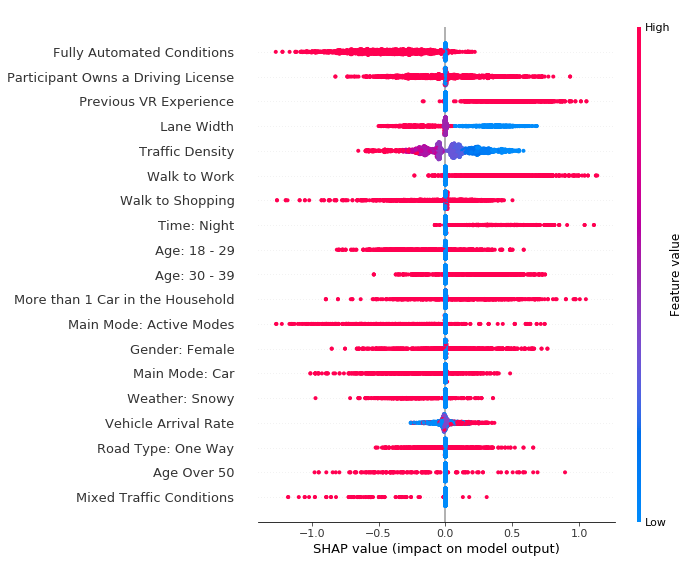 High
Fully Automated Conditions
Participant Owns a Driving License
Previous VR Experience
Lane Width
Traffic Density
Walk to Work
Walk to Shopping
Time: Night
Age: 18 - 29
Age: 30 - 39
More than 1 Car in the Household
Main Mode: Active Modes
Gender: Female
Main Mode: Car
Weather: Snowy
Vehicle Arrival Rate
Road Type: One Way
Age Over 50
Mixed Traffic Conditions
Feature value
Low
−1.0 −0.5 0.0 0.5 1.0
SHAP value (impact on model output)